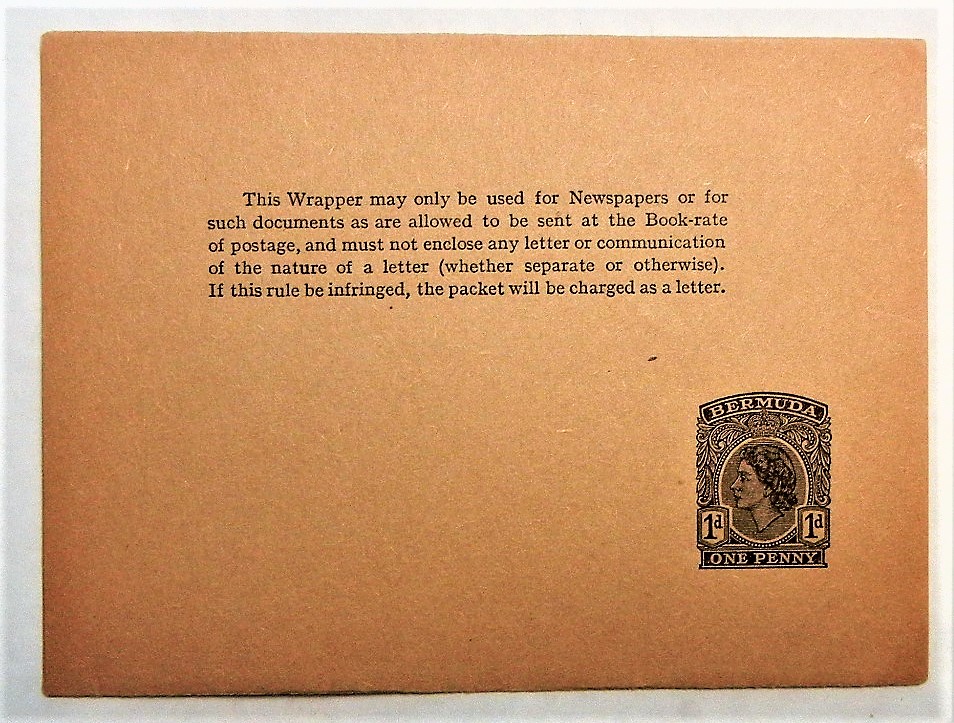 This Wrapper may only be used for Newspapers or for
such documents as are allowed to be sent at the Book-rate
of postage, and must not enclose any letter or communication
of the nature of a letter (whether separate or otherwise).
If this rule be infringed, the packet will be charged as a letter.
BERMUDA
1d 1d
ONE PENNY